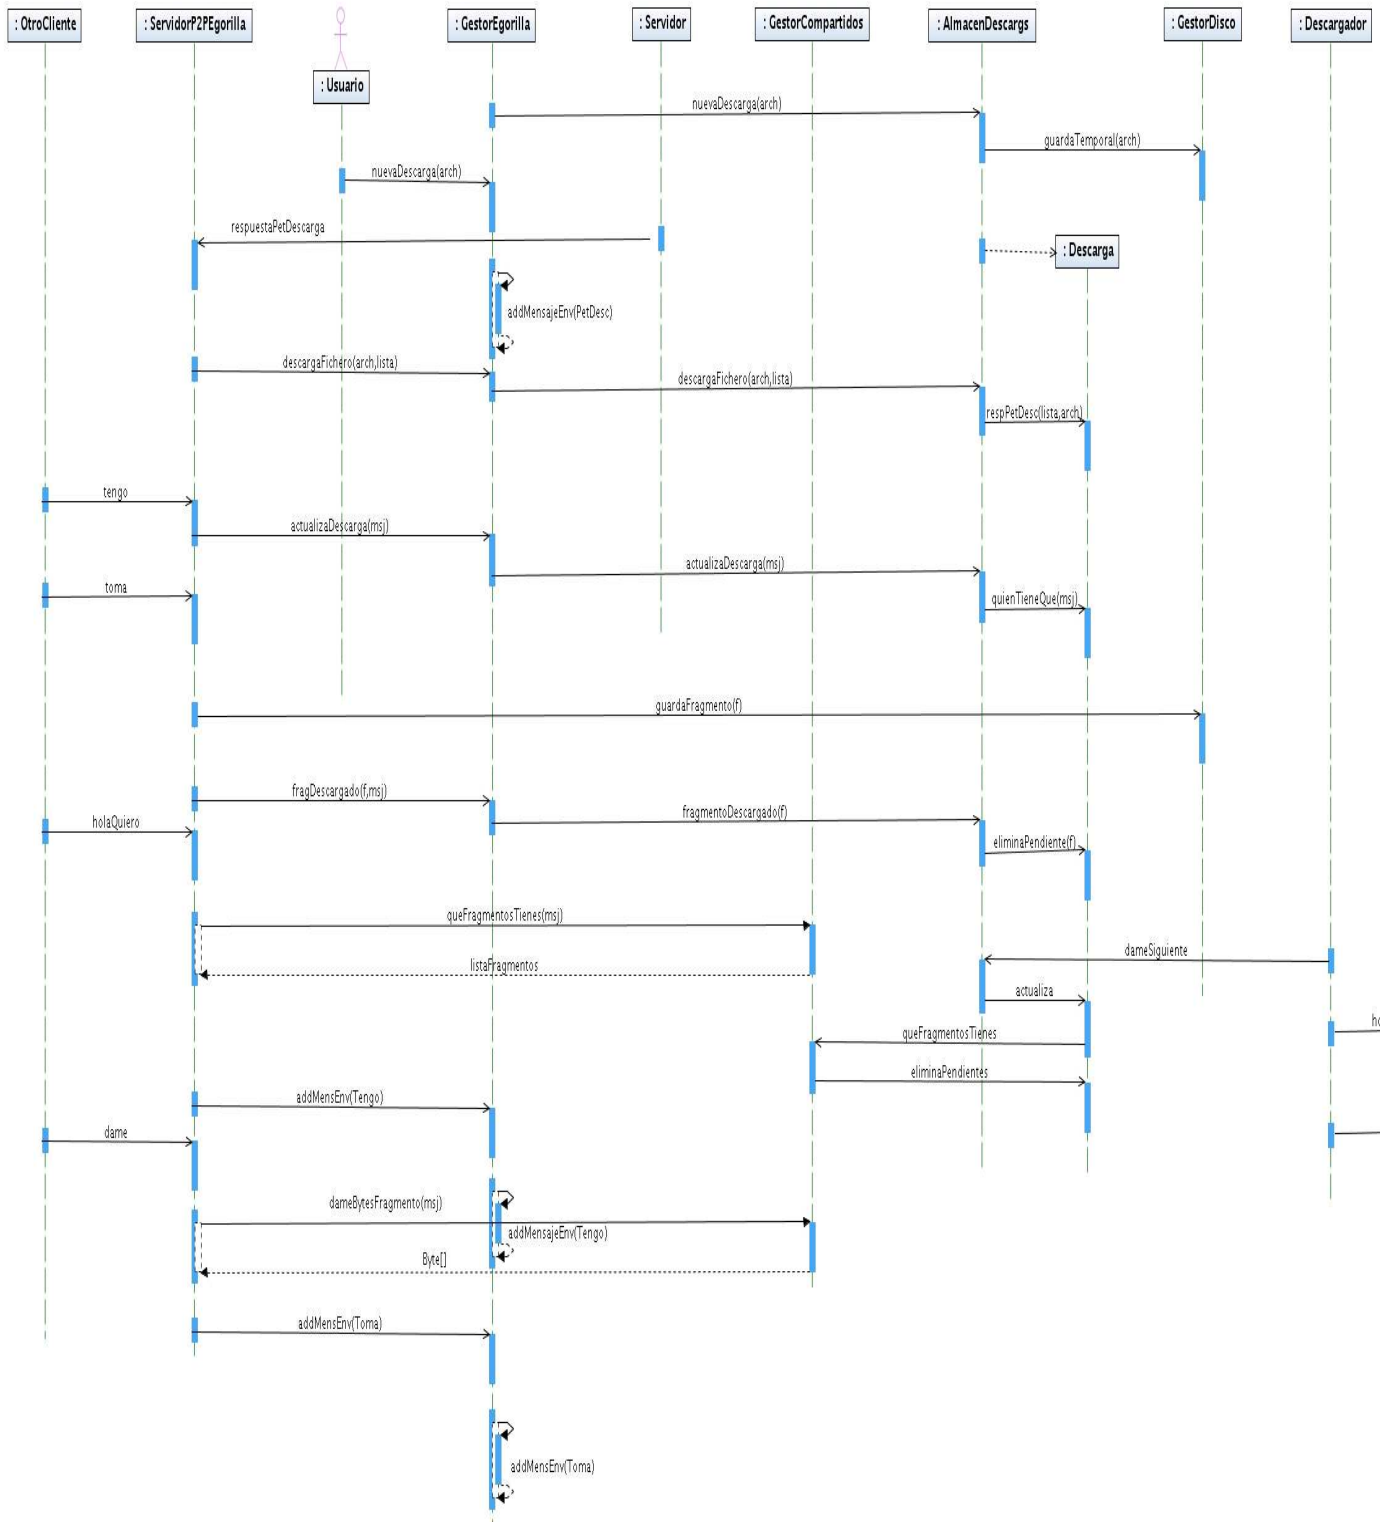 : OtroCliente
: ServidorP2PEgorilla
: Usuario
: GestorEgorilla
: Servidor
: GestorCompartidos
: AlmacenDescargs
: GestorDisco
: Descargador
nuevaDescarga(arch)
guardaTemporal(arch)
nuevaDescarga(arch)
respuestaPetDescarga
: Descarga
addMensajeEnv(PetDesc)
descargaFichero(arch,lista)
descargaFichero(arch,lista)
respPetDesc(lista,arch)
tengo
actualizaDescarga(msj)
actualizaDescarga(msj)
toma
quienTieneQue(msj)
guardaFragmento(f)
fragDescargado(f,msj)
fragmentoDescargado(f)
holaQuiero
eliminaPendiente(f)
queFragmentosTienes(msj)
dameSiguiente
listaFragmentos
actualiza
queFragmentosTienes
eliminaPendientes
addMensEnv(Tengo)
dame
dameBytesFragmento(msj)
addMensajeEnv(Tengo)
Byte[]
addMensEnv(Toma)
addMensEnv(Toma)